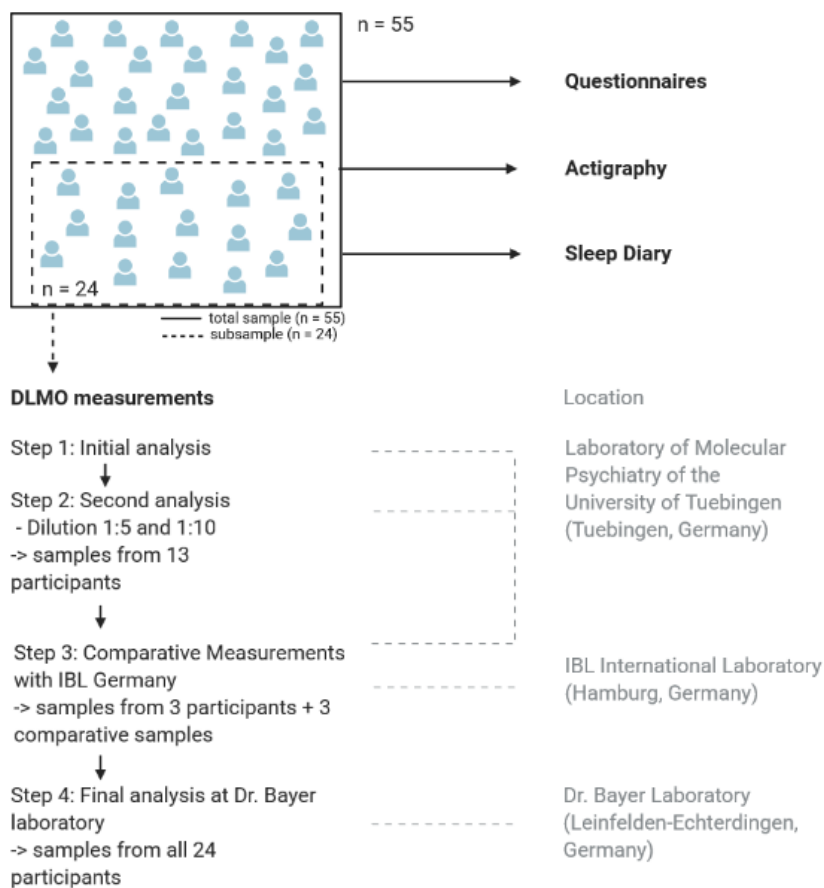 n = 55
Questionnaires
Actigraphy
Sleep Diary
n = 24
total sample (n = 55)
subsample (n = 24)
DLMO measurements
Location
Step 1: Initial analysis
Step 2: Second analysis
- Dilution 1:5 and 1:10
-> samples from 13
participants
Laboratory of Molecular
Psychiatry of the
University of Tuebingen
(Tuebingen, Germany)
Step 3: Comparative Measurements
with IBL Germany
-> samples from 3 participants + 3
comparative samples
IBL International Laboratory
(Hamburg, Germany)
Step 4: Final analysis at Dr. Bayer
laboratory
-> samples from all 24
participants
Dr. Bayer Laboratory
(Leinfelden-Echterdingen,
Germany)